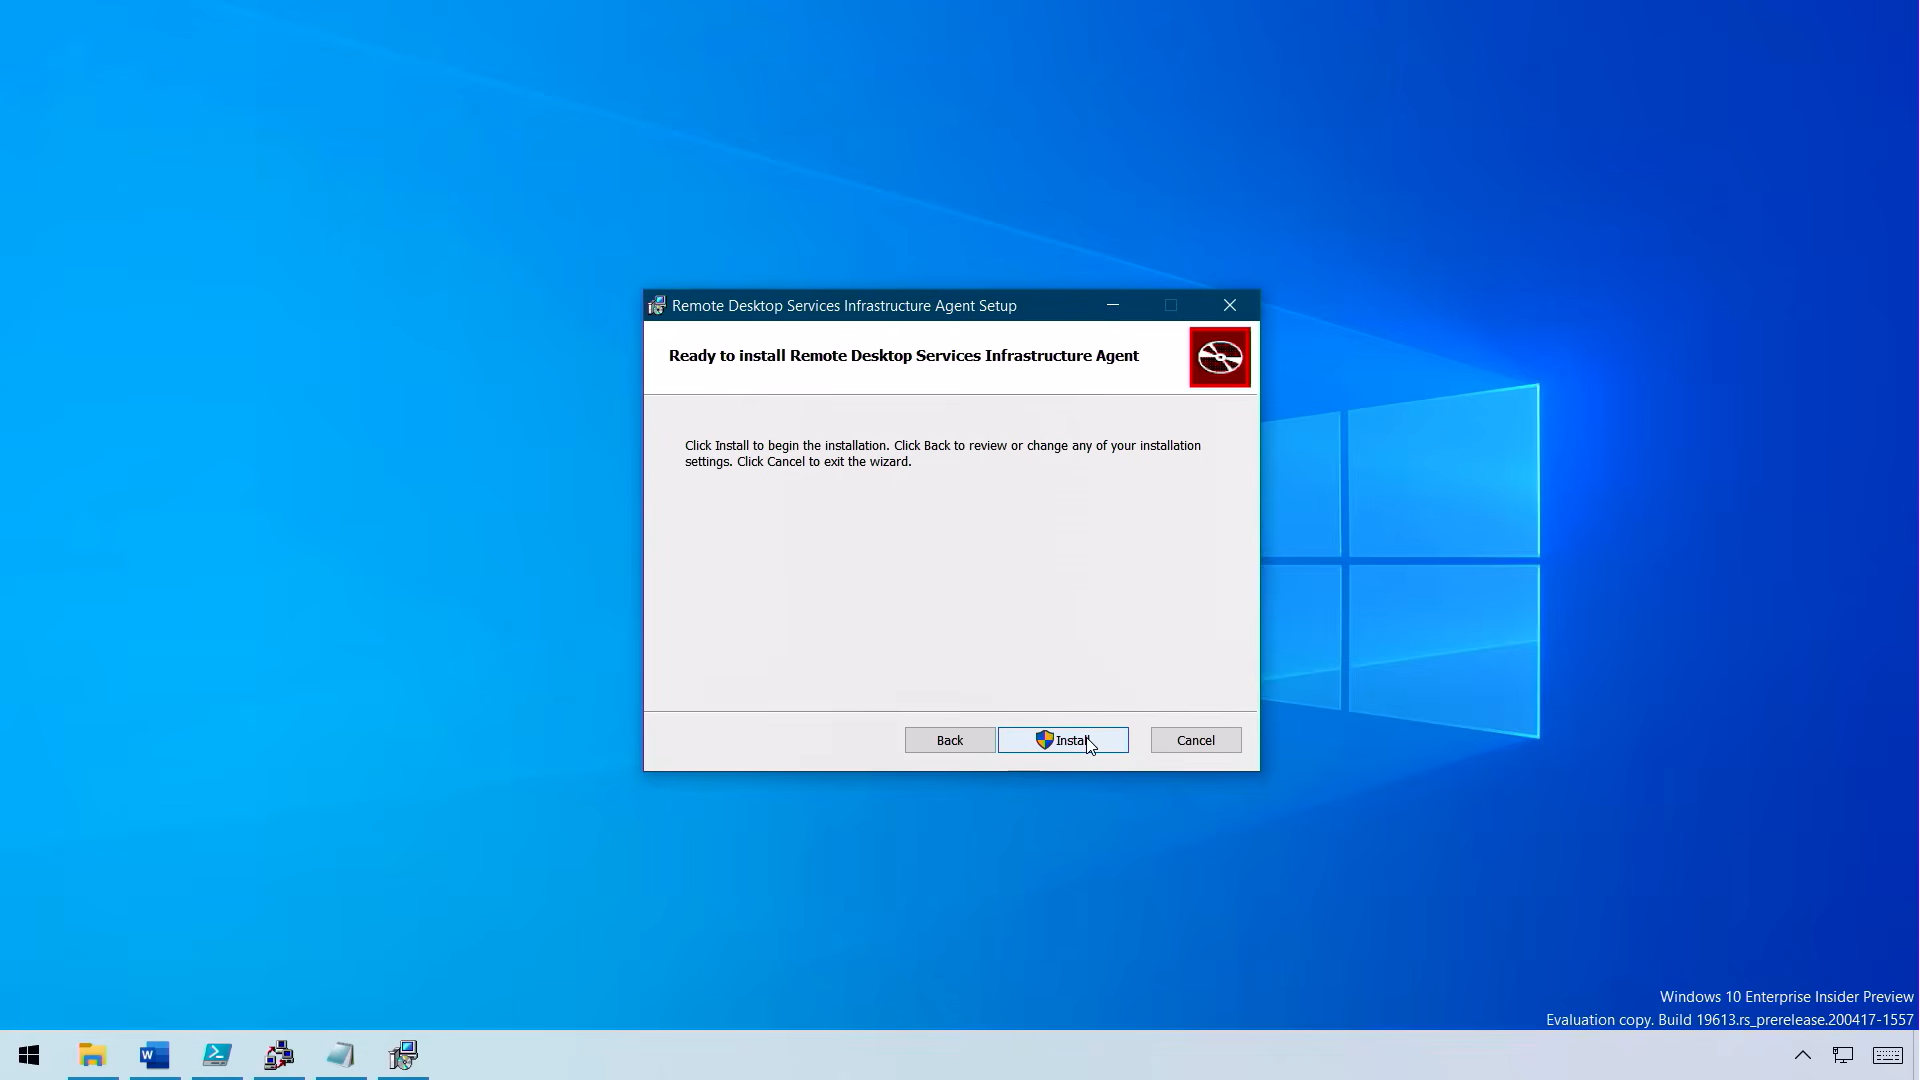 Remote Desktop Services Infrastructure Agent Setup
Ready to install Remote Desktop Services Infrastructure Agent
Click Install to begin the installation. Click Back to review or change any of your installation
settings. Click Cancel to exit the wizard.
Back
Install
Cancel
Windows 10 Enterprise Insider Preview
Evaluation copy. Build 19613.rs_prerelease.200417-1557